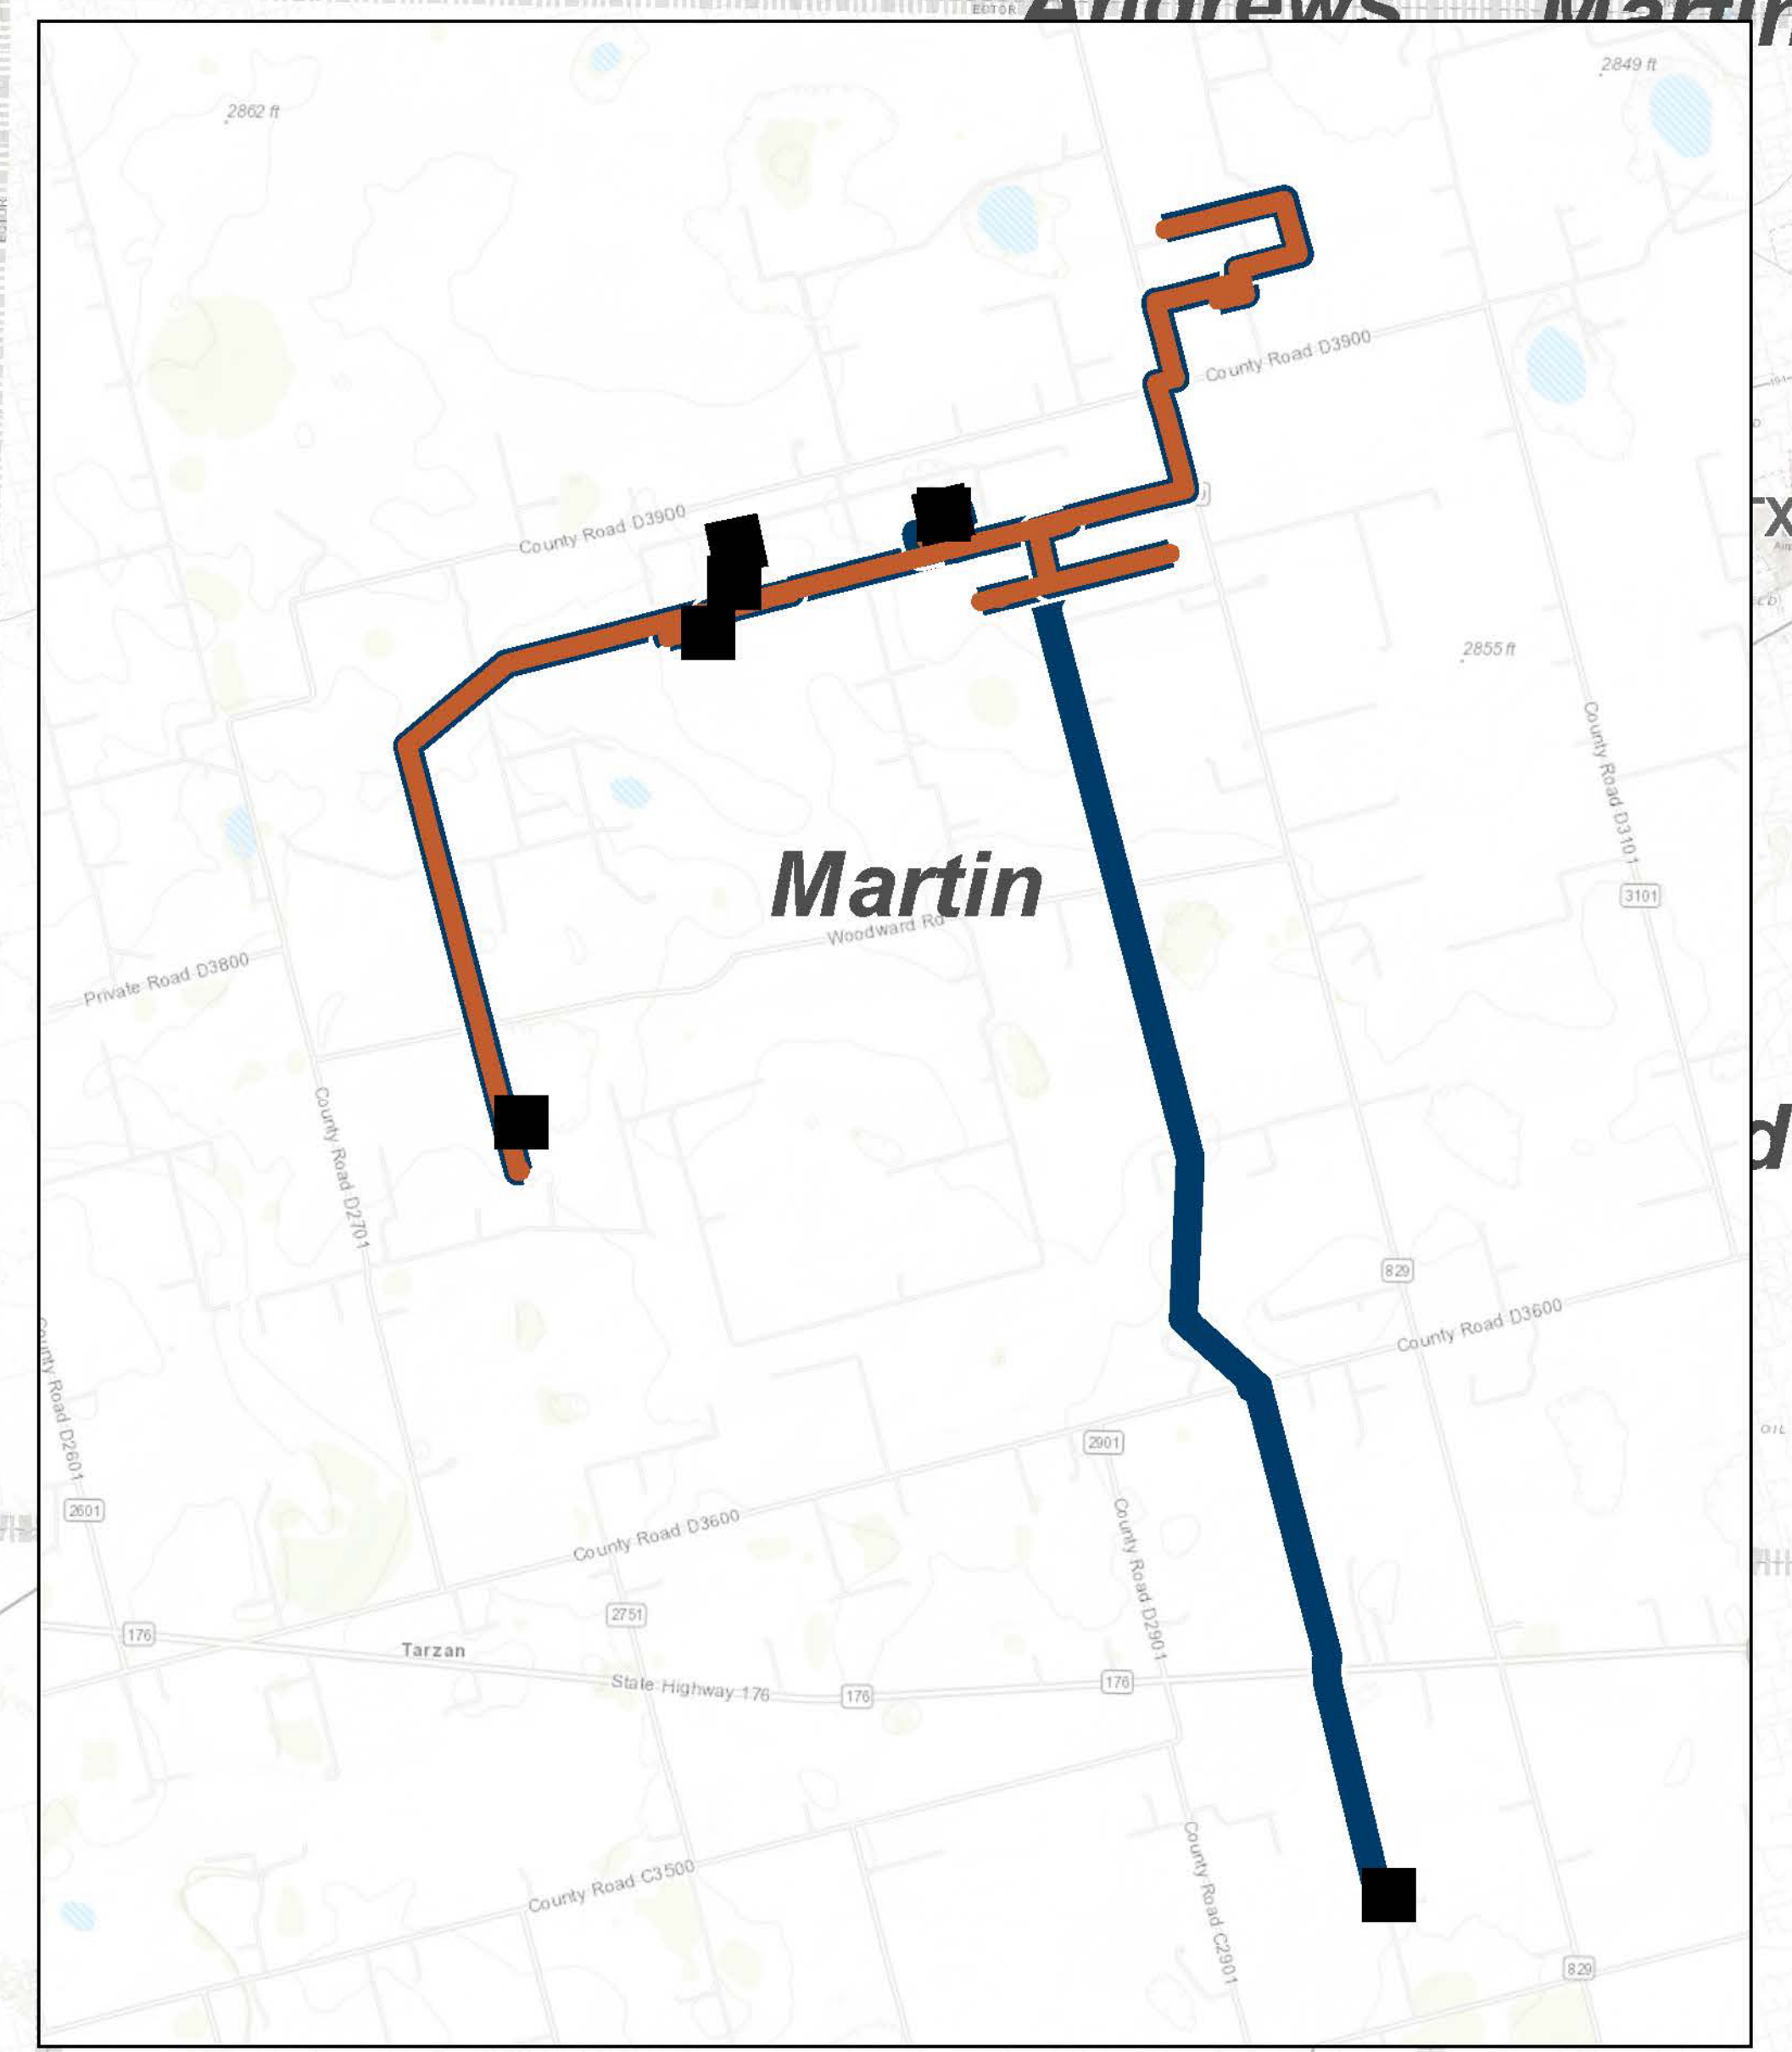 ECTOR
Andrews
Martin
2849 ft
2862 ft
County Road D3900
County Road D3900
2855 ft
County Road D3101
Martin
3101
Woodward Rd
Private Road D3800
County Road D2701
829
County Road D3600
County Road D2601
2901
OIL
2601
County Road D3600
County Road D2901
2751
176
Tarzan
State Highway 176
176
176
County Road C3500
County Road C2901
829